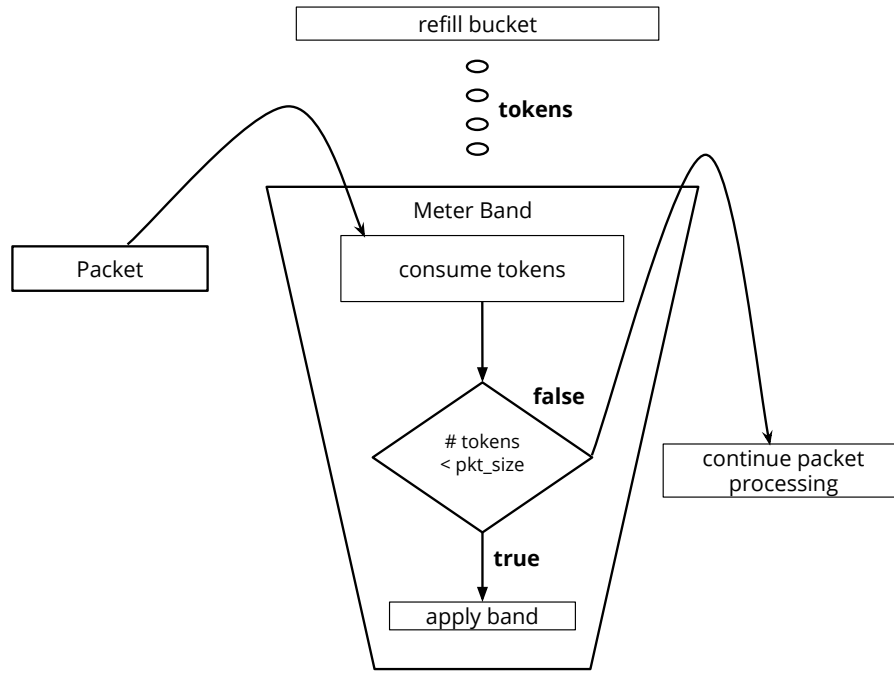 refill bucket
tokens
Meter Band
Packet
consume tokens
false
# tokens
< pkt_size
continue packet
processing
true
apply band